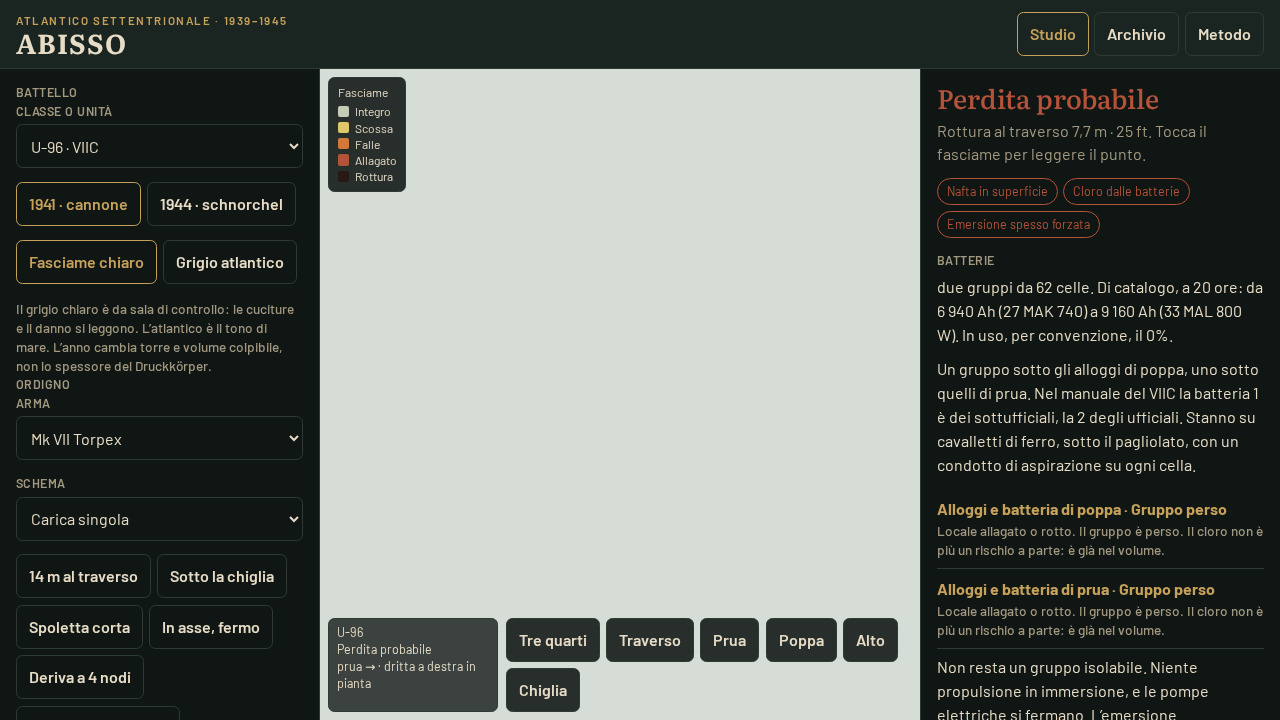 ATLANTICO SETTENTRIONALE · 1939–1945
ABISSO
Studio
Archivio
Metodo
BATTELLO
CLASSE O UNITÀ
U-96 · VIIC
1941 · cannone
1944 · schnorchel
Fasciame chiaro
Grigio atlantico
Il grigio chiaro è da sala di controllo: le cuciture
e il danno si leggono. L'atlantico è il tono di
mare. L'anno cambia torre e volume colpibile,
non lo spessore del Druckkörper.
ORDIGNO
ARMA
Mk VII Torpex
SCHEMA
Carica singola
14 m al traverso
Sotto la chiglia
Spoletta corta
In asse, fermo
Deriva a 4 nodi
Fasciame
Integro
Scossa
Falle
Allagato
Rottura
U-96
Perdita probabile
prua → · dritta a destra in
pianta
Tre quarti
Traverso
Prua
Poppa
Alto
Chiglia
Perdita probabile
Rottura al traverso 7,7 m · 25 ft. Tocca il
fasciame per leggere il punto.
Nafta in superficie
Cloro dalle batterie
Emersione spesso forzata
BATTERIE
due gruppi da 62 celle. Di catalogo, a 20 ore: da
6 940 Ah (27 MAK 740) a 9 160 Ah (33 MAL 800
W). In uso, per convenzione, il 0%.
Un gruppo sotto gli alloggi di poppa, uno sotto
quelli di prua. Nel manuale del VIIC la batteria 1
è dei sottufficiali, la 2 degli ufficiali. Stanno su
cavalletti di ferro, sotto il pagliolato, con un
condotto di aspirazione su ogni cella.
Alloggi e batteria di poppa · Gruppo perso
Locale allagato o rotto. Il gruppo è perso. Il cloro non è
più un rischio a parte: è già nel volume.
Alloggi e batteria di prua · Gruppo perso
Locale allagato o rotto. Il gruppo è perso. Il cloro non è
più un rischio a parte: è già nel volume.
Non resta un gruppo isolabile. Niente
propulsione in immersione, e le pompe
elettriche si fermano. L'emersione